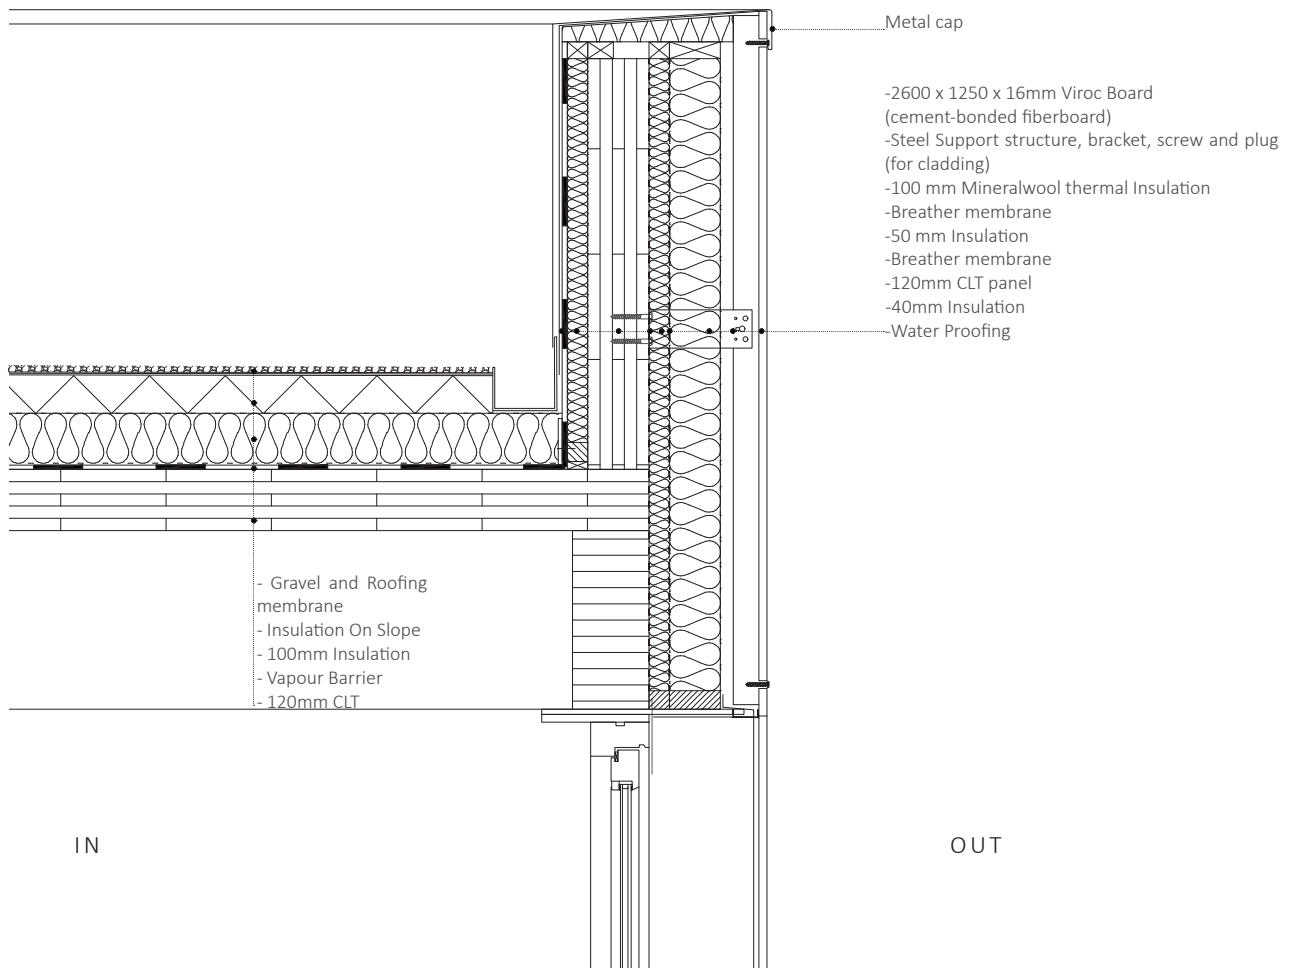 Metal cap
-2600 x 1250 x 16mm Viroc Board
(cement-bonded fiberboard)
-Steel Support structure, bracket, screw and plug
(for cladding)
-100 mm Mineralwool thermal Insulation
-Breather membrane
-50 mm Insulation
-Breather membrane
-120mm CLT panel
-40mm Insulation
-Water Proofing
- Gravel and Roofing
membrane
- Insulation On Slope
- 100mm Insulation
- Vapour Barrier
- 120mm CLT
IN
OUT